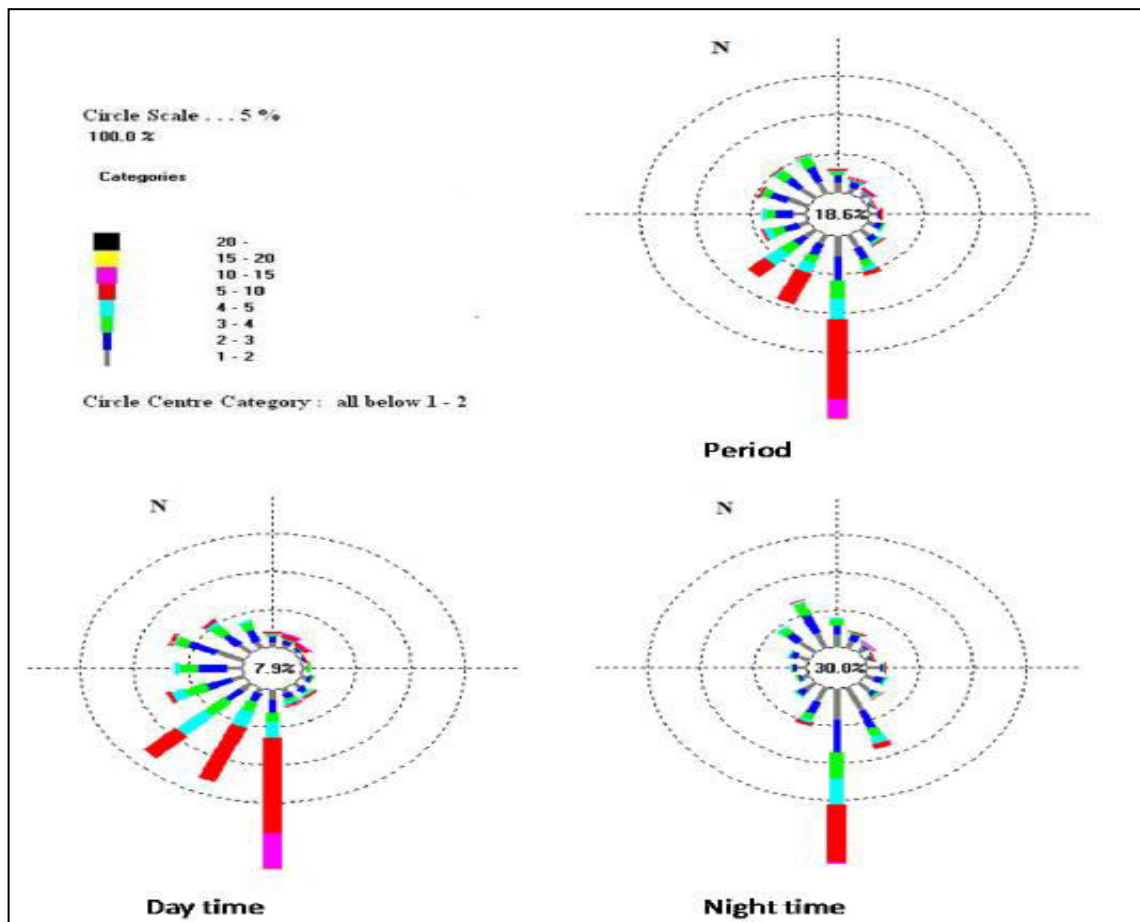 N
Circle Scale . . . 5 %
100.0 %
Categories
20 -
15 - 20
10 - 15
5 - 10
4 - 5
3 - 4
2 - 3
1 - 2
Circle Centre Category : all below 1 - 2
18.6%
Period
N
7.9%
Day time
N
30.0%
Night time